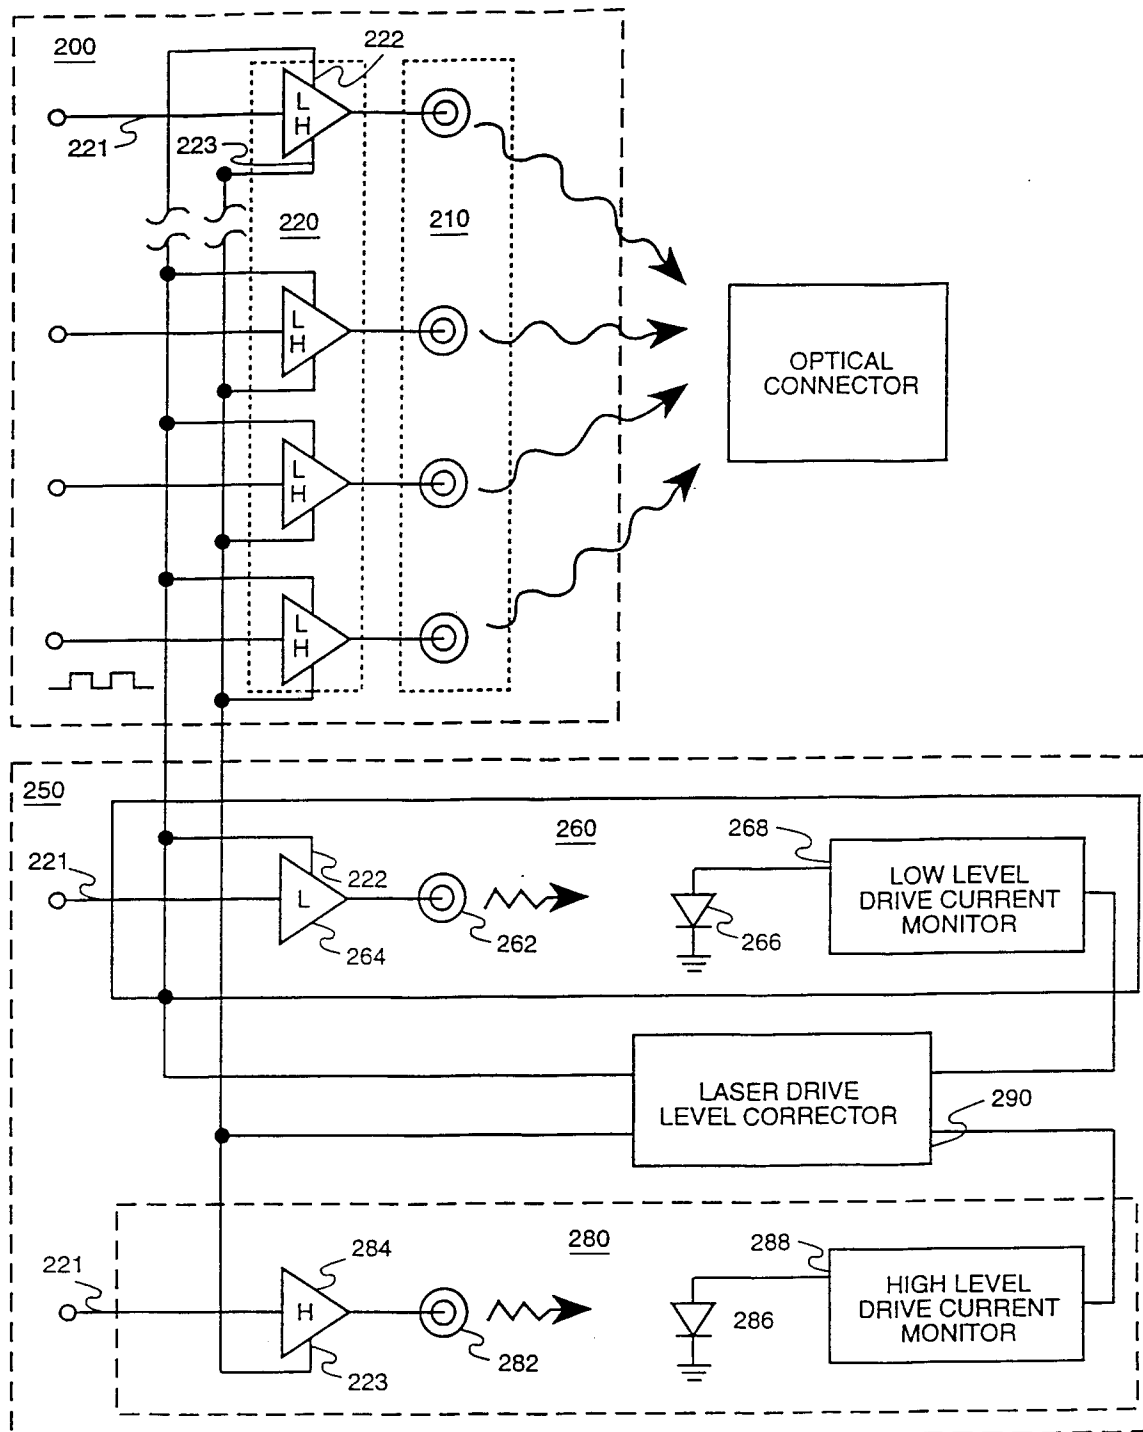 200
222
L
H
221
223
220
210
L
H
OPTICAL
CONNECTOR
L
H
L
H
250
260
268
221
222
L
264
262
266
LOW LEVEL
DRIVE CURRENT
MONITOR
LASER DRIVE
LEVEL CORRECTOR
290
280
221
284
H
223
282
288
286
HIGH LEVEL
DRIVE CURRENT
MONITOR